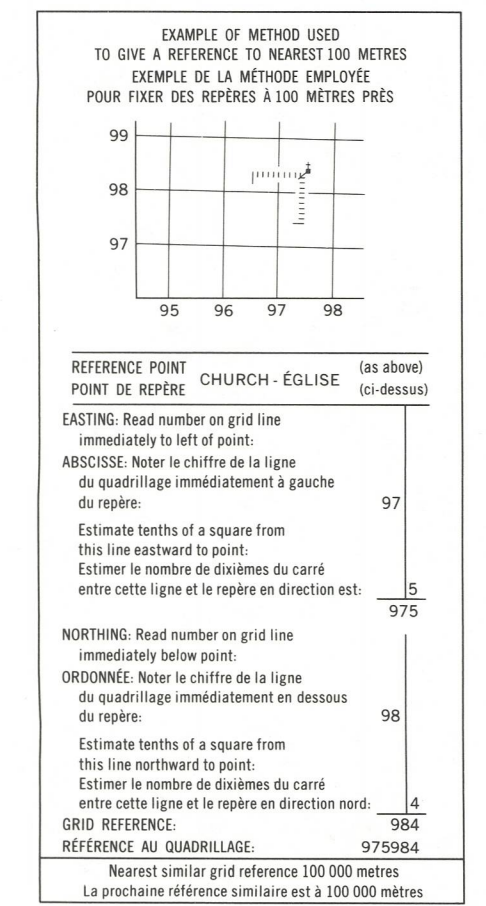 EXAMPLE OF METHOD USED
TO GIVE A REFERENCE TO NEAREST 100 METRES
EXEMPLE DE LA MÉTHODE EMPLOYÉE
POUR FIXER DES REPÈRES À 100 MÈTRES PRÈS
99
98
97
95 96 97 98
REFERENCE POINT
POINT DE REPÈRE
CHURCH - ÉGLISE
(as above)
(ci-dessus)
EASTING: Read number on grid line
immediately to left of point:
ABSCISSE: Noter le chiffre de la ligne
du quadrillage immédiatement à gauche
du repère: 97
Estimate tenths of a square from
this line eastward to point:
Estimer le nombre de dixièmes du carré
entre cette ligne et le repère en direction est: 5
975
NORTHING: Read number on grid line
immediately below point:
ORDONNÉE: Noter le chiffre de la ligne
du quadrillage immédiatement en dessous
du repère: 98
Estimate tenths of a square from
this line northward to point:
Estimer le nombre de dixièmes du carré
entre cette ligne et le repère en direction nord: 4
GRID REFERENCE: 984
RÉFÉRENCE AU QUADRILLAGE: 975984
Nearest similar grid reference 100 000 metres
La prochaine référence similaire est à 100 000 mètres